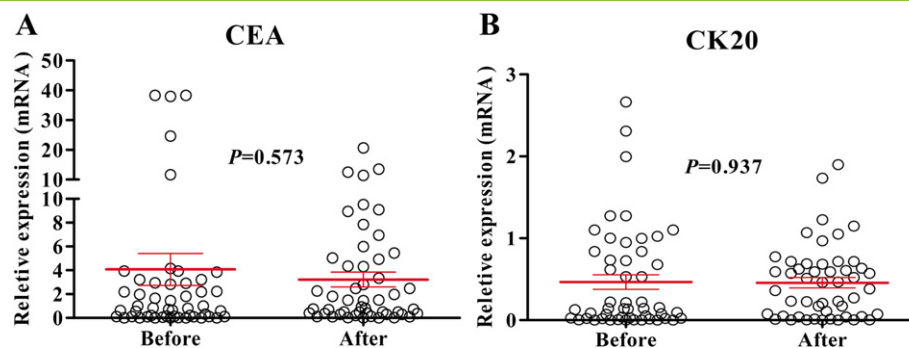 A
CEA
Reletive expression (mRNA)
50
40
30
20
10
10
8
6
4
2
0
P=0.573
Before
After
B
CK20
Reletive expression (mRNA)
3
2
1
0
P=0.937
Before
After